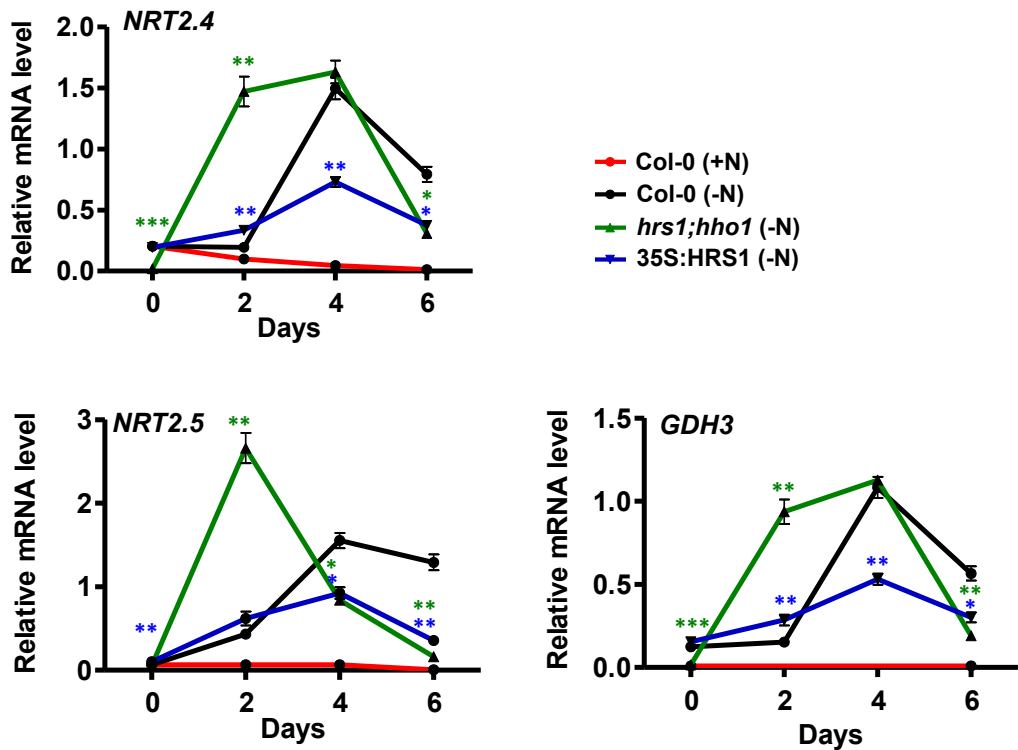 NRT2.4
Relative mRNA level
2.0
1.5
1.0
0.5
0.0
***
**
**
**
*
*
0 2 4 6
Days
Col-0 (+N)
Col-0 (-N)
hrs1;hho1 (-N)
35S:HRS1 (-N)
NRT2.5
Relative mRNA level
3
2
1
0
**
**
*
*
**
**
0 2 4 6
Days
GDH3
Relative mRNA level
1.5
1.0
0.5
0.0
***
**
**
**
**
*
0 2 4 6
Days